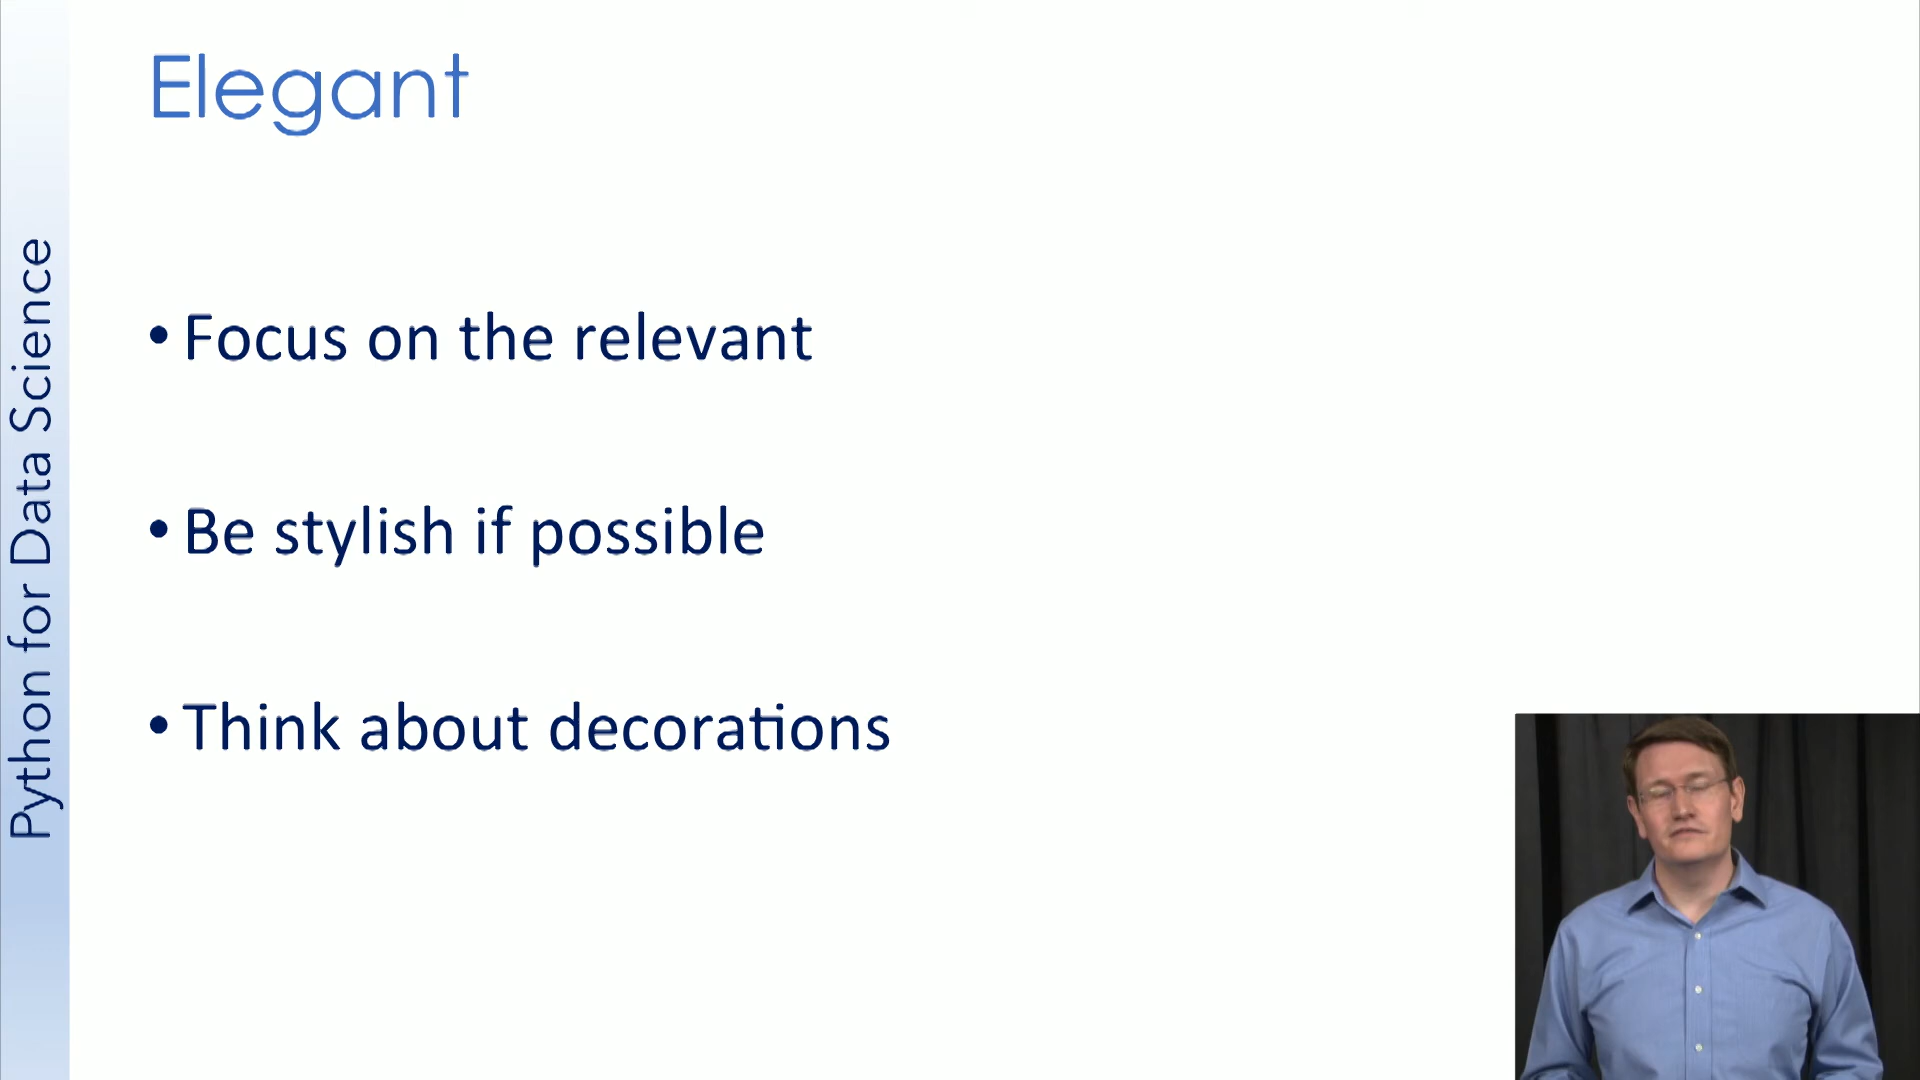 Elegant
• Focus on the relevant
• Be stylish if possible
• Think about decorations
Python for Data Science